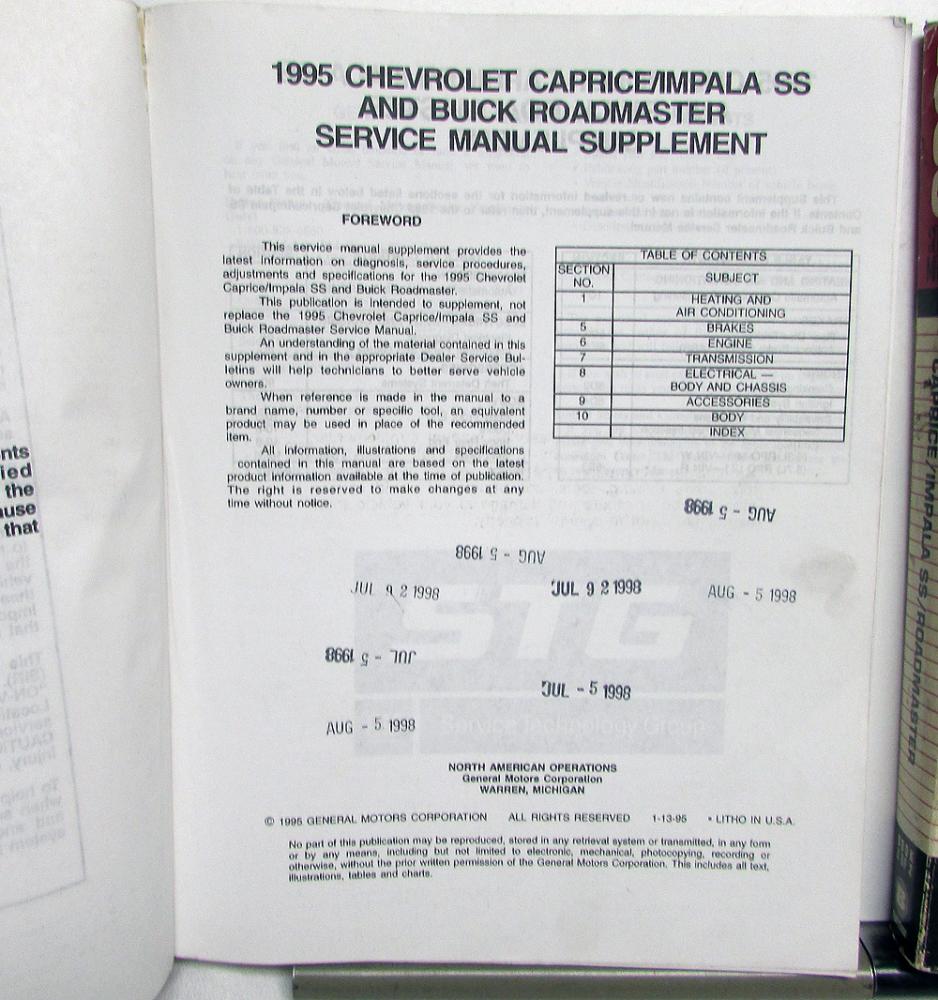 1995 CHEVROLET CAPRICE/IMPALA SS
AND BUICK ROADMASTER
SERVICE MANUAL SUPPLEMENT
FOREWORD
This service manual supplement provides the
latest information on diagnosis, service procedures,
adjustments and specifications for the 1995 Chevrolet
Caprice/Impala SS and Buick Roadmaster.
This publication is intended to supplement, not
replace the 1995 Chevrolet Caprice/Impala SS and
Buick Roadmaster Service Manual.
An understanding of the material contained in this
supplement and in the appropriate Dealer Service Bul-
letins will help technicians to better serve vehicle
owners.
When reference is made in the manual to a
brand name, number or specific tool, an equivalent
product may be used in place of the recommended
item.
All information, illustrations and specifications
contained in this manual are based on the latest
product information available at the time of publication.
The right is reserved to make changes at any
time without notice.
TABLE OF CONTENTS
SECTION NO. SUBJECT
1 HEATING AND
AIR CONDITIONING
5 BRAKES
6 ENGINE
7 TRANSMISSION
8 ELECTRICAL —
BODY AND CHASSIS
9 ACCESSORIES
10 BODY
INDEX
AUG - 5 1998
AUG - 5 1998
JUL 9 2 1998
JUL 9 2 1998
AUG - 5 1998
JUL - 5 1998
JUL - 5 1998
AUG - 5 1998
STG
Service Technology Group
NORTH AMERICAN OPERATIONS
General Motors Corporation
WARREN, MICHIGAN
© 1995 GENERAL MOTORS CORPORATION ALL RIGHTS RESERVED 1-13-95 • LITHO IN U.S.A.
No part of this publication may be reproduced, stored in any retrieval system or transmitted, in any form
or by any means, including but not limited to electronic, mechanical, photocopying, recording or
otherwise, without the prior written permission of the General Motors Corporation. This includes all text,
illustrations, tables and charts.
nts
ied
the
ause
that
CAPRICE/IMPALA SS/ROADMASTER